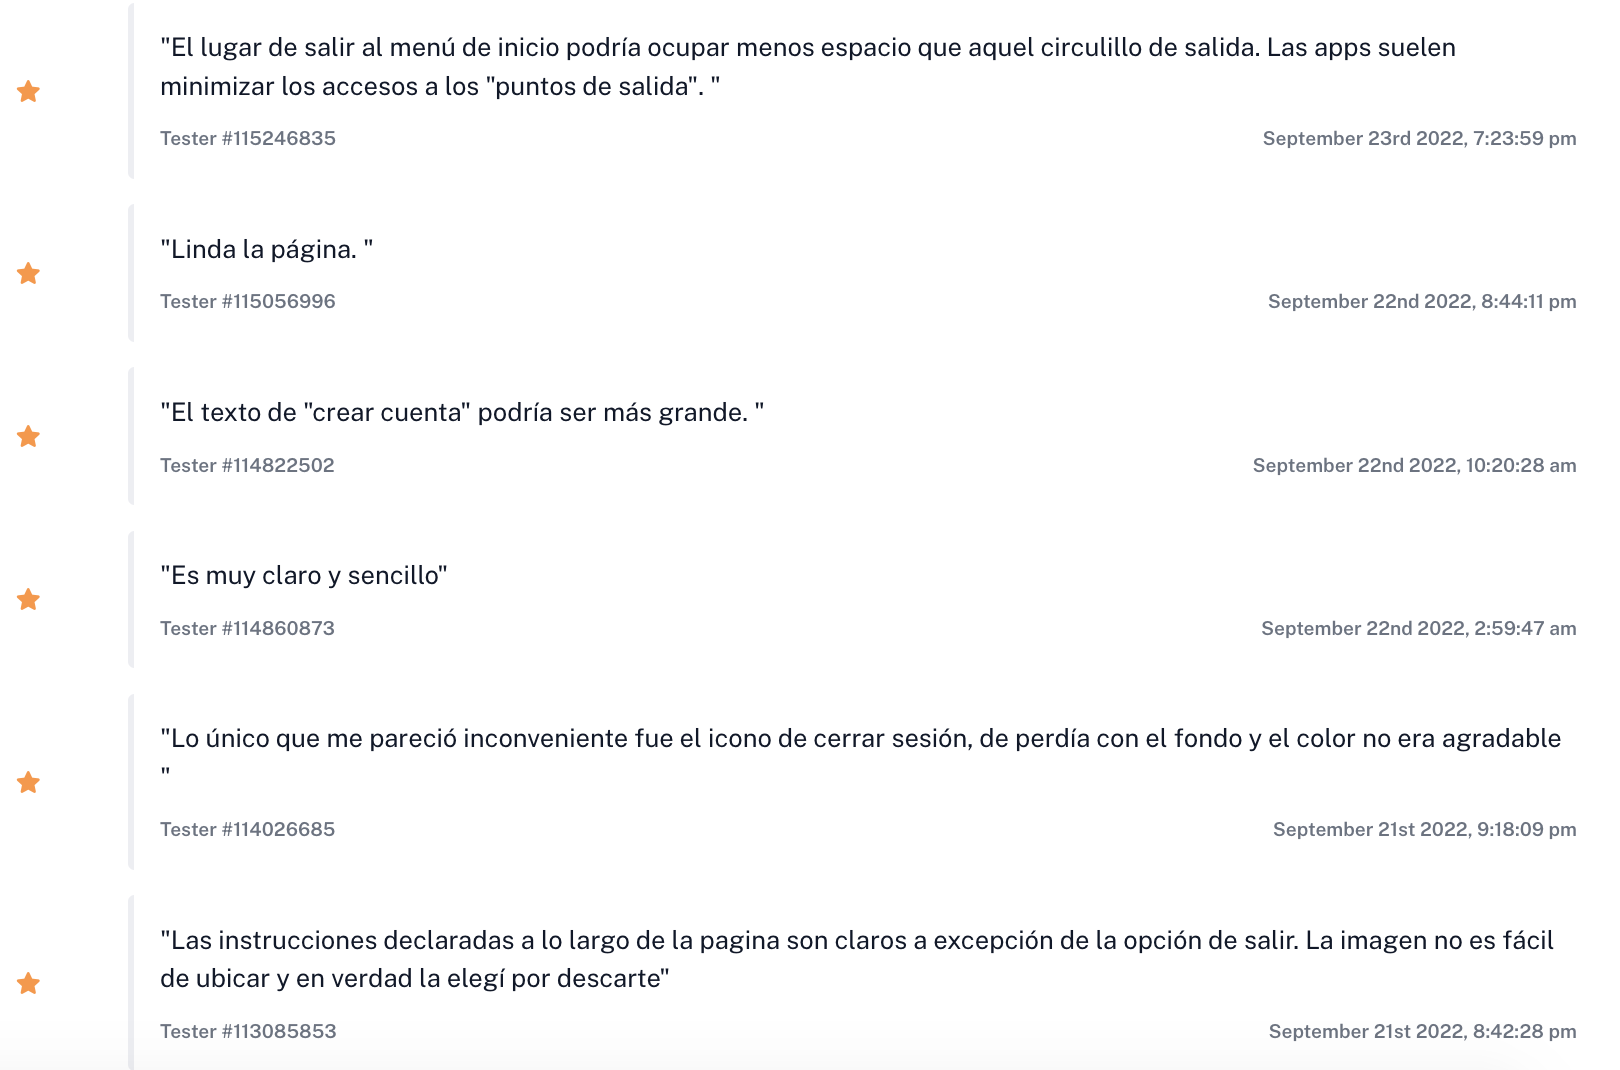 "El lugar de salir al menú de inicio podría ocupar menos espacio que aquel circulillo de salida. Las apps suelen
minimizar los accesos a los "puntos de salida". "
Tester #115246835 September 23rd 2022, 7:23:59 pm
"Linda la página. "
Tester #115056996 September 22nd 2022, 8:44:11 pm
"El texto de "crear cuenta" podría ser más grande. "
Tester #114822502 September 22nd 2022, 10:20:28 am
"Es muy claro y sencillo"
Tester #114860873 September 22nd 2022, 2:59:47 am
"Lo único que me pareció inconveniente fue el icono de cerrar sesión, de perdía con el fondo y el color no era agradable
"
Tester #114026685 September 21st 2022, 9:18:09 pm
"Las instrucciones declaradas a lo largo de la pagina son claros a excepción de la opción de salir. La imagen no es fácil
de ubicar y en verdad la elegí por descarte"
Tester #113085853 September 21st 2022, 8:42:28 pm